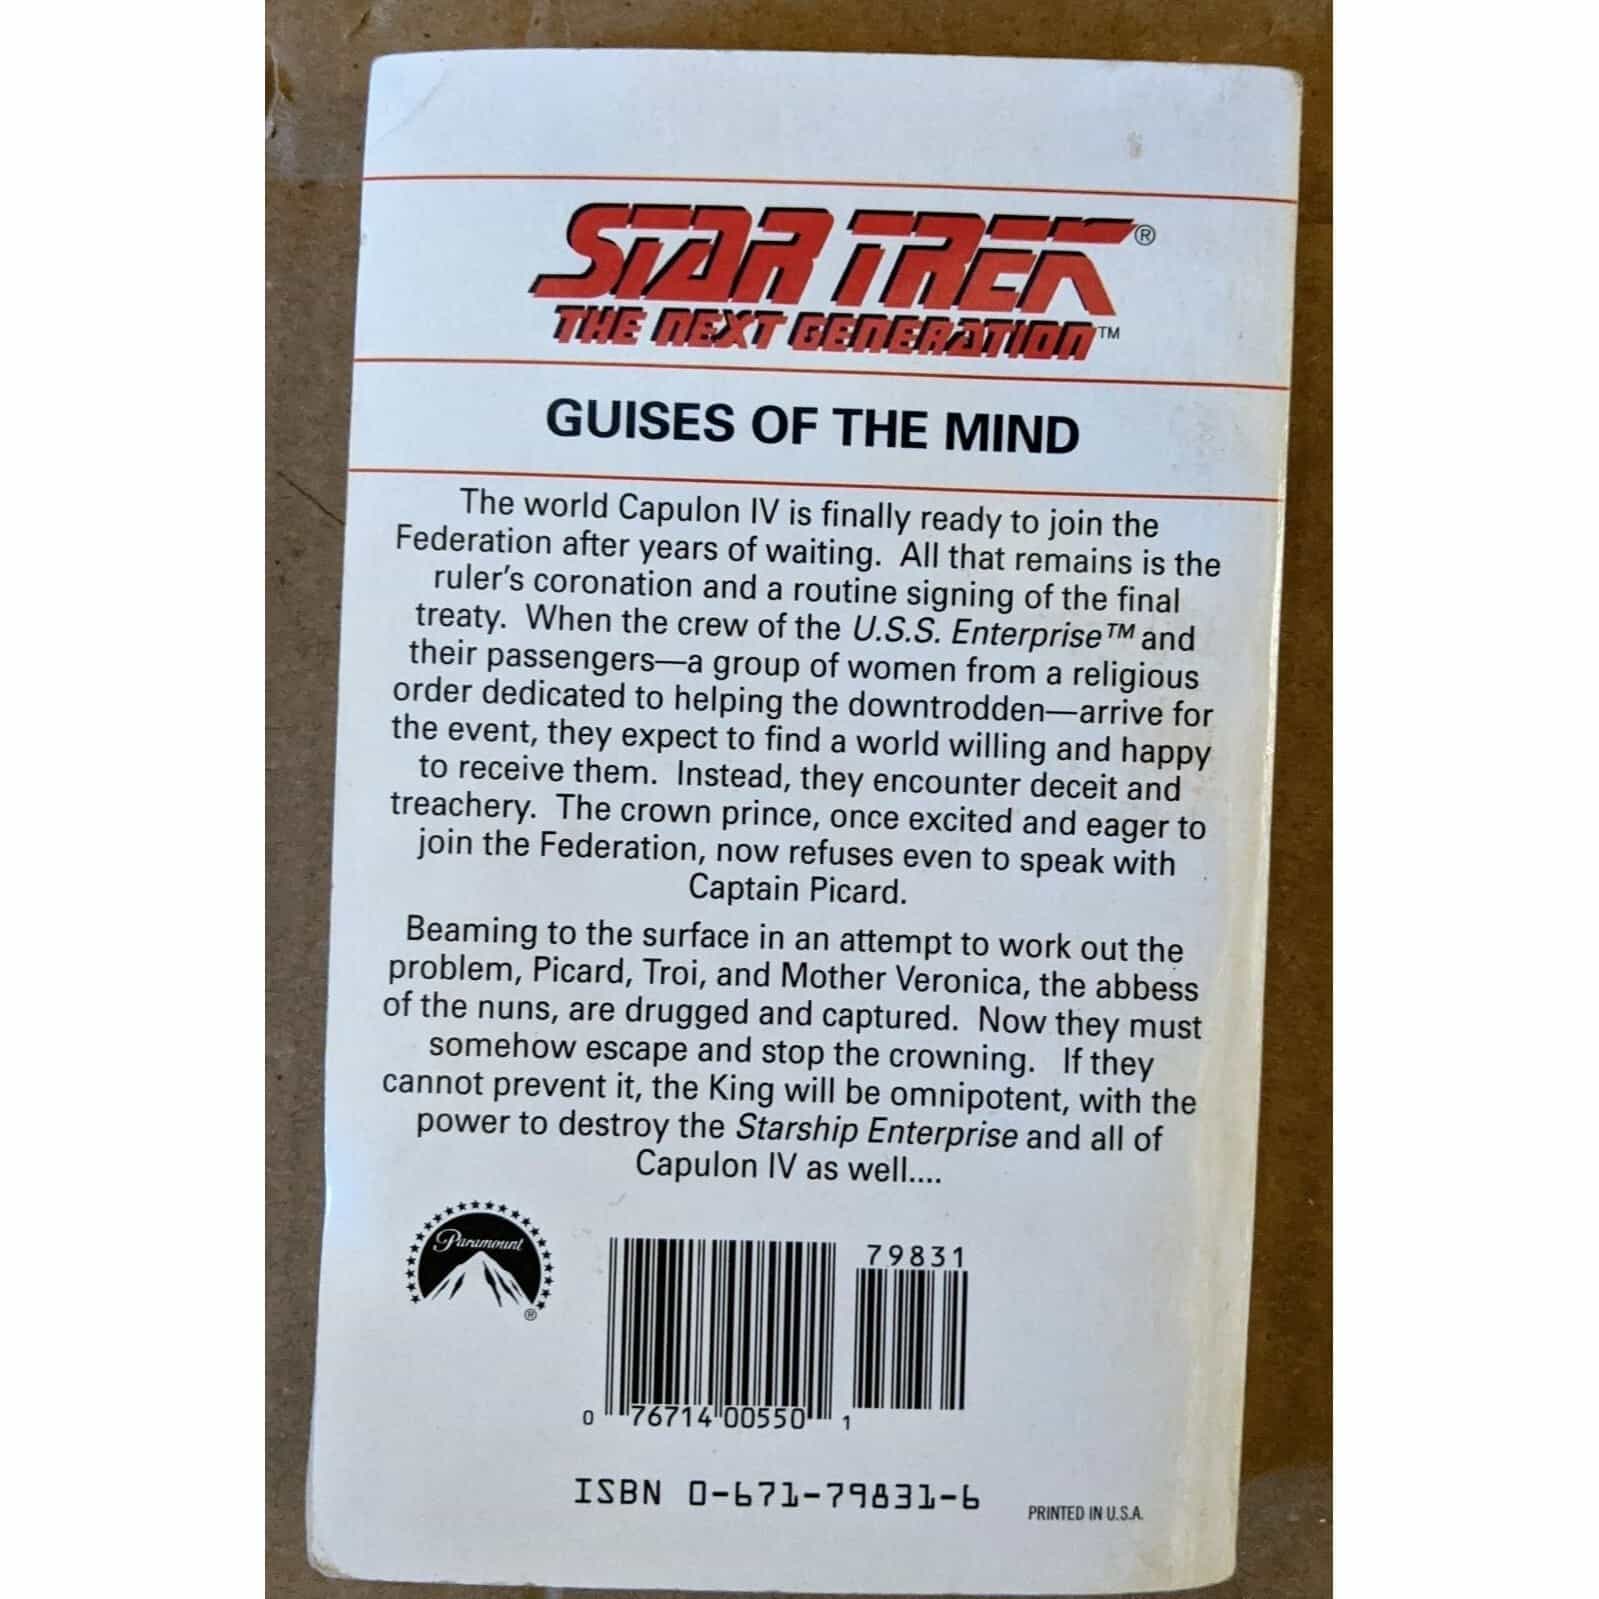 STAR TREK®
THE NEXT GENERATION™
GUISES OF THE MIND
The world Capulon IV is finally ready to join the
Federation after years of waiting. All that remains is the
ruler's coronation and a routine signing of the final
treaty. When the crew of the U.S.S. Enterprise™ and
their passengers—a group of women from a religious
order dedicated to helping the downtrodden—arrive for
the event, they expect to find a world willing and happy
to receive them. Instead, they encounter deceit and
treachery. The crown prince, once excited and eager to
join the Federation, now refuses even to speak with
Captain Picard.
Beaming to the surface in an attempt to work out the
problem, Picard, Troi, and Mother Veronica, the abbess
of the nuns, are drugged and captured. Now they must
somehow escape and stop the crowning. If they
cannot prevent it, the King will be omnipotent, with the
power to destroy the Starship Enterprise and all of
Capulon IV as well....
Paramount
®
79831
0 76714 00550 1
ISBN 0-671-79831-6
PRINTED IN U.S.A.